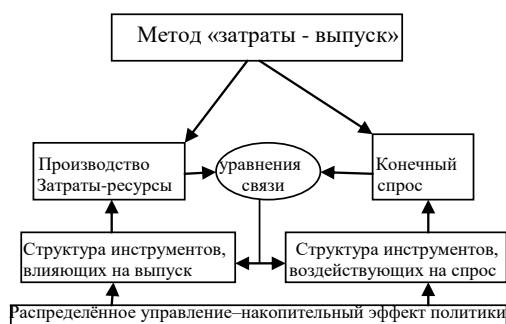 Метод «затраты - выпуск»
Производство
Затраты-ресурсы
уравнения
связи
Конечный
спрос
Структура инструментов,
влияющих на выпуск
Структура инструментов,
воздействующих на спрос
Распределённое управление–накопительный эффект политики